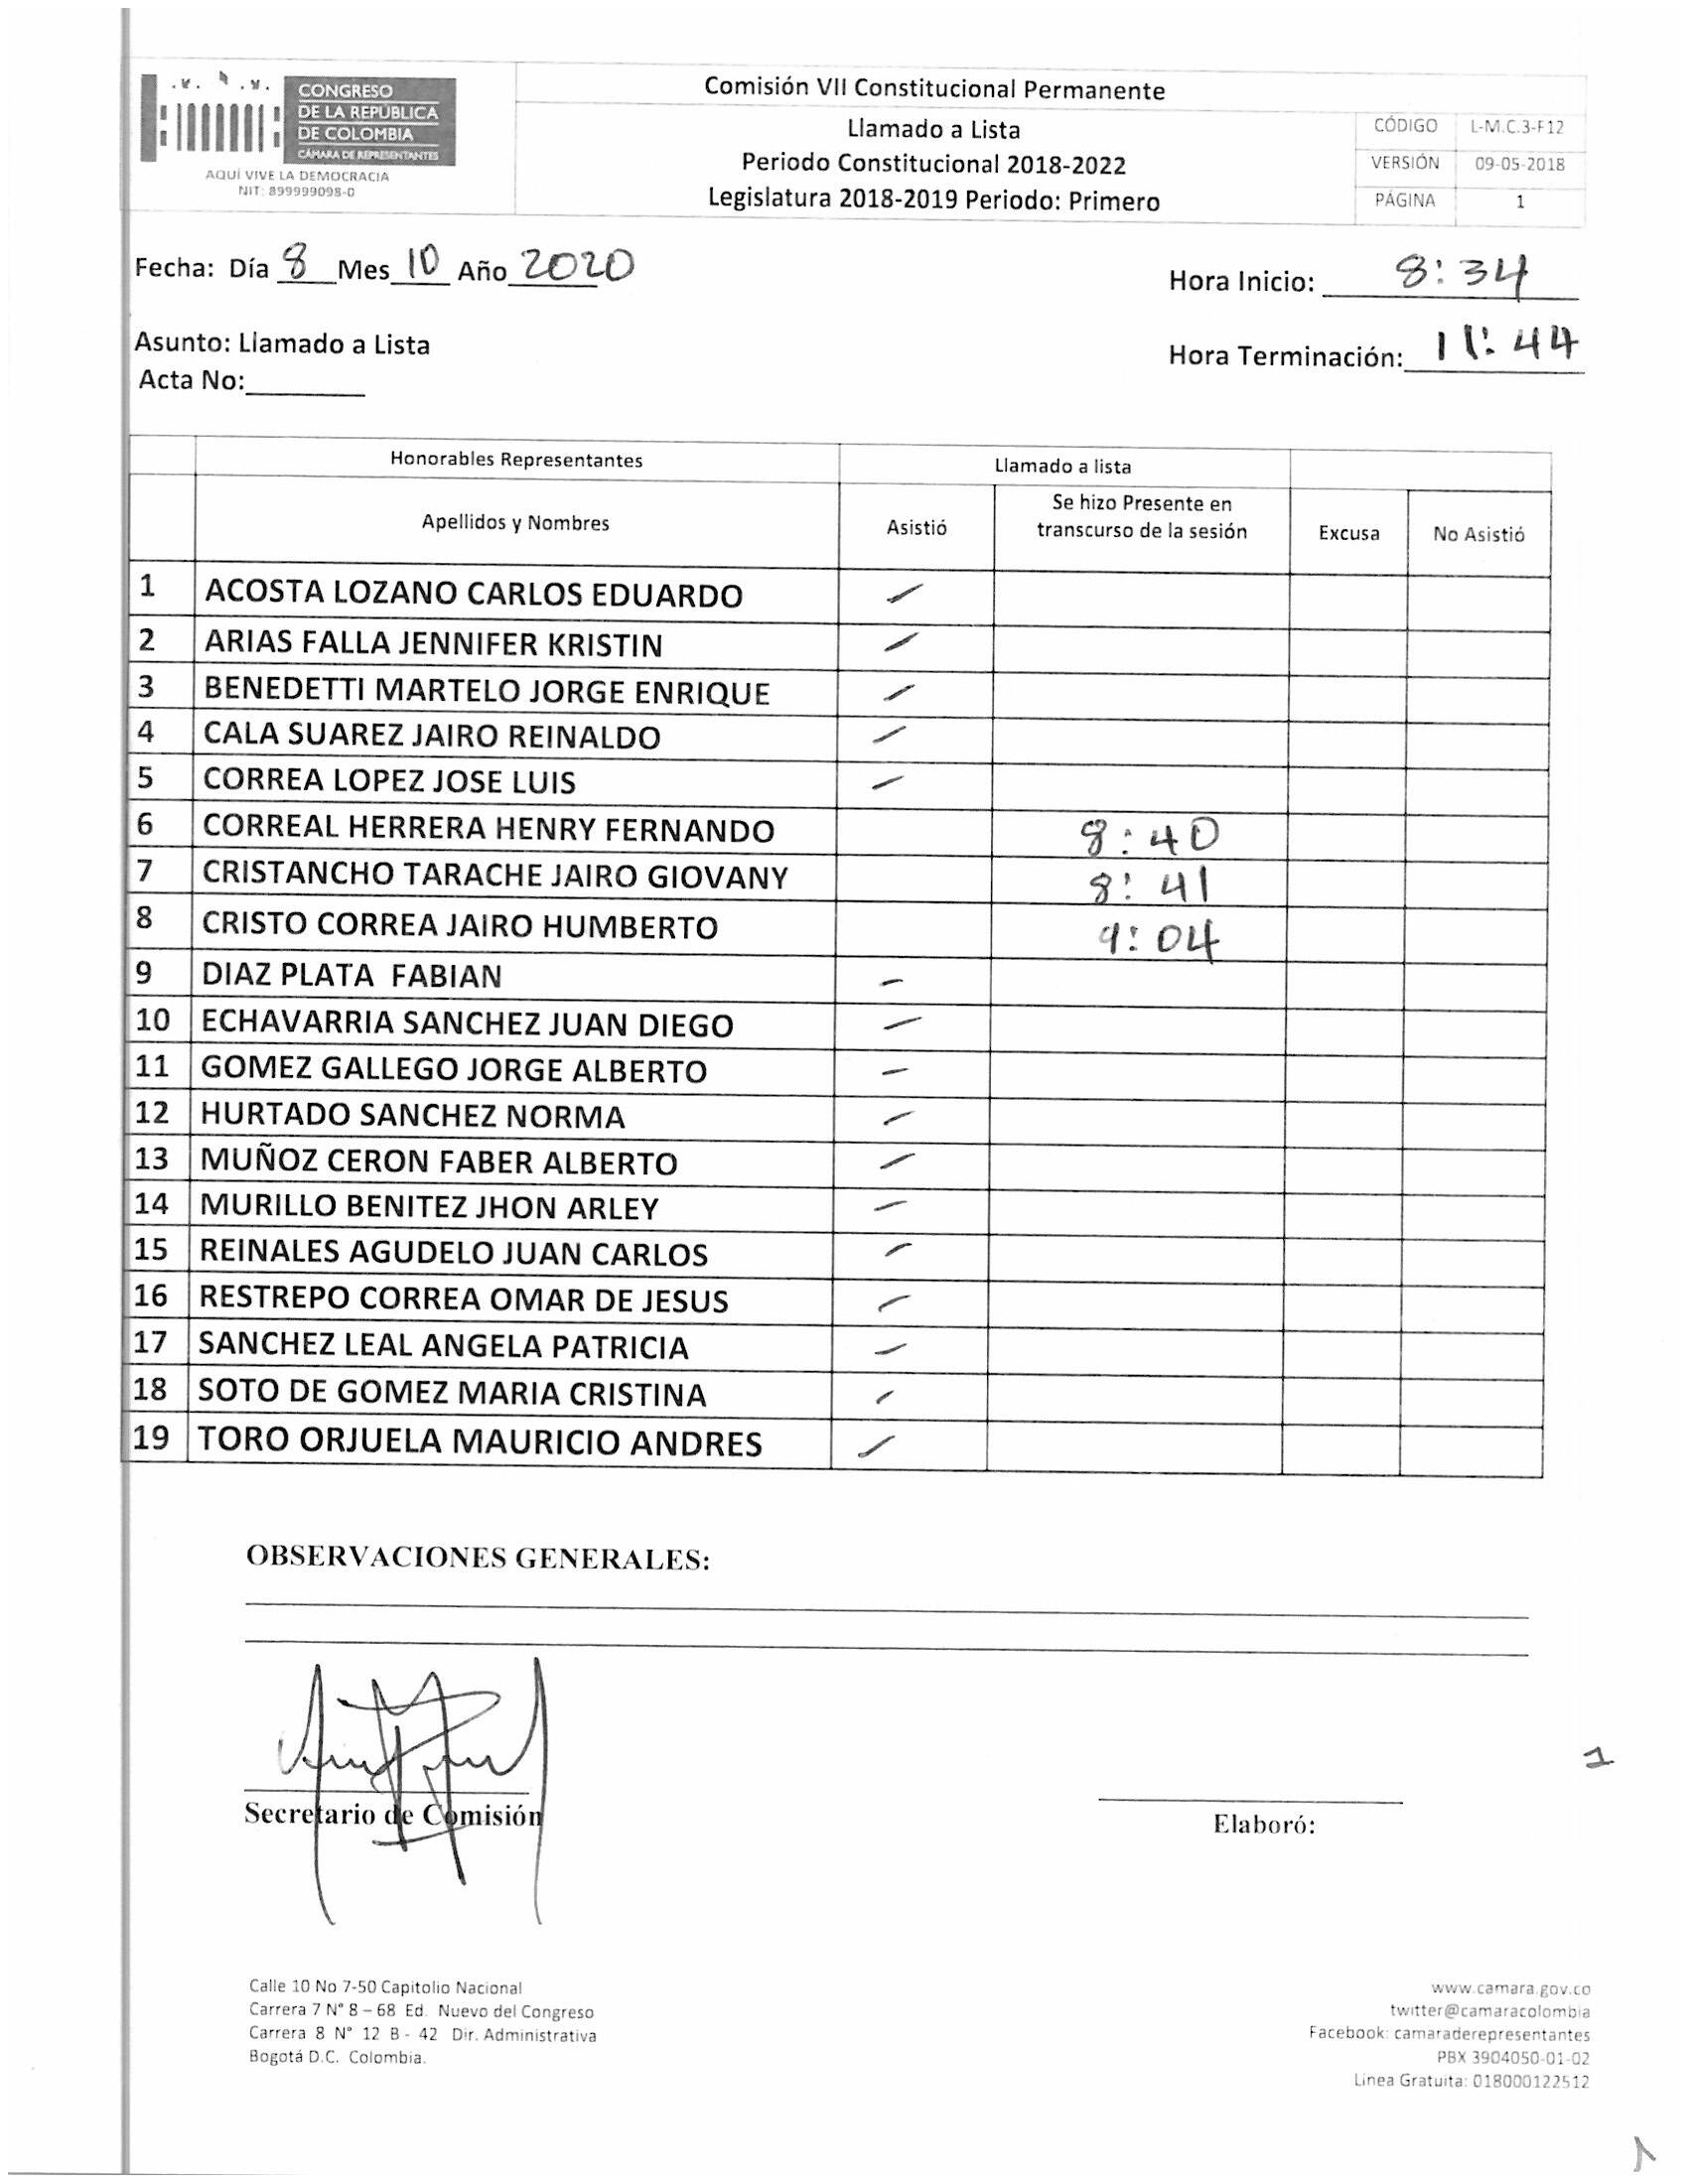 CONGRESO
DE LA REPÚBLICA
DE COLOMBIA
CÁMARA DE REPRESENTANTES
AQUÍ VIVE LA DEMOCRACIA
NIT: 899999098-0
Comisión VII Constitucional Permanente
Llamado a Lista
Periodo Constitucional 2018-2022
Legislatura 2018-2019 Periodo: Primero
CÓDIGO L-M.C.3-F12
VERSIÓN 09-05-2018
PÁGINA 1
Fecha: Día 8 Mes 10 Año 2020
Hora Inicio: 8:34
Asunto: Llamado a Lista
Hora Terminación: 11:44
Acta No:
Honorables Representantes Llamado a lista
Apellidos y Nombres Asistió Se hizo Presente en transcurso de la sesión Excusa No Asistió
1 ACOSTA LOZANO CARLOS EDUARDO
2 ARIAS FALLA JENNIFER KRISTIN
3 BENEDETTI MARTELO JORGE ENRIQUE
4 CALA SUAREZ JAIRO REINALDO
5 CORREA LOPEZ JOSE LUIS
6 CORREAL HERRERA HENRY FERNANDO 8:40
7 CRISTANCHO TARACHE JAIRO GIOVANY 8:41
8 CRISTO CORREA JAIRO HUMBERTO 9:04
9 DIAZ PLATA FABIAN
10 ECHAVARRIA SANCHEZ JUAN DIEGO
11 GOMEZ GALLEGO JORGE ALBERTO
12 HURTADO SANCHEZ NORMA
13 MUÑOZ CERON FABER ALBERTO
14 MURILLO BENITEZ JHON ARLEY
15 REINALES AGUDELO JUAN CARLOS
16 RESTREPO CORREA OMAR DE JESUS
17 SANCHEZ LEAL ANGELA PATRICIA
18 SOTO DE GOMEZ MARIA CRISTINA
19 TORO ORJUELA MAURICIO ANDRES
OBSERVACIONES GENERALES:
1
Secretario de Comisión
Elaboró:
Calle 10 No 7-50 Capitolio Nacional
Carrera 7 N° 8 – 68 Ed. Nuevo del Congreso
Carrera 8 N° 12 B - 42 Dir. Administrativa
Bogotá D.C. Colombia.
www.camara.gov.co
twitter@camaracolombia
Facebook: camaraderepresentantes
PBX 3904050-01-02
Linea Gratuita: 018000122512